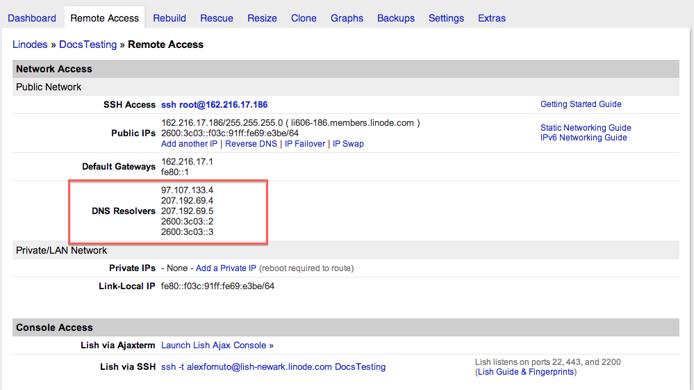 Dashboard Remote Access Rebuild Rescue Resize Clone Graphs Backups Settings Extras
Linodes » DocsTesting » Remote Access
Network Access
Public Network
SSH Access ssh root@162.216.17.186 Getting Started Guide
Public IPs 162.216.17.186/255.255.255.0 ( li606-186.members.linode.com ) Static Networking Guide
2600:3c03::f03c:91ff:fe69:e3be/64 IPv6 Networking Guide
Add another IP | Reverse DNS | IP Failover | IP Swap
Default Gateways 162.216.17.1
fe80::1
DNS Resolvers 97.107.133.4
207.192.69.4
207.192.69.5
2600:3c03::2
2600:3c03::3
Private/LAN Network
Private IPs - None - Add a Private IP (reboot required to route)
Link-Local IP fe80::f03c:91ff:fe69:e3be/64
Console Access
Lish via Ajaxterm Launch Lish Ajax Console »
Lish via SSH ssh -t alexfornuto@lish-newark.linode.com DocsTesting Lish listens on ports 22, 443, and 2200
(Lish Guide & Fingerprints)